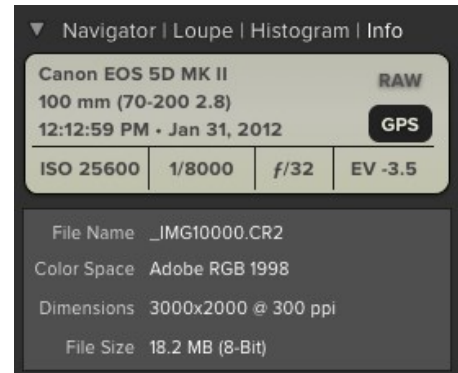 ▼ Navigator | Loupe | Histogram | Info
Canon EOS 5D MK II
RAW
100 mm (70-200 2.8)
12:12:59 PM • Jan 31, 2012
GPS
ISO 25600 1/8000 ƒ/32 EV -3.5
File Name _IMG10000.CR2
Color Space Adobe RGB 1998
Dimensions 3000x2000 @ 300 ppi
File Size 18.2 MB (8-Bit)